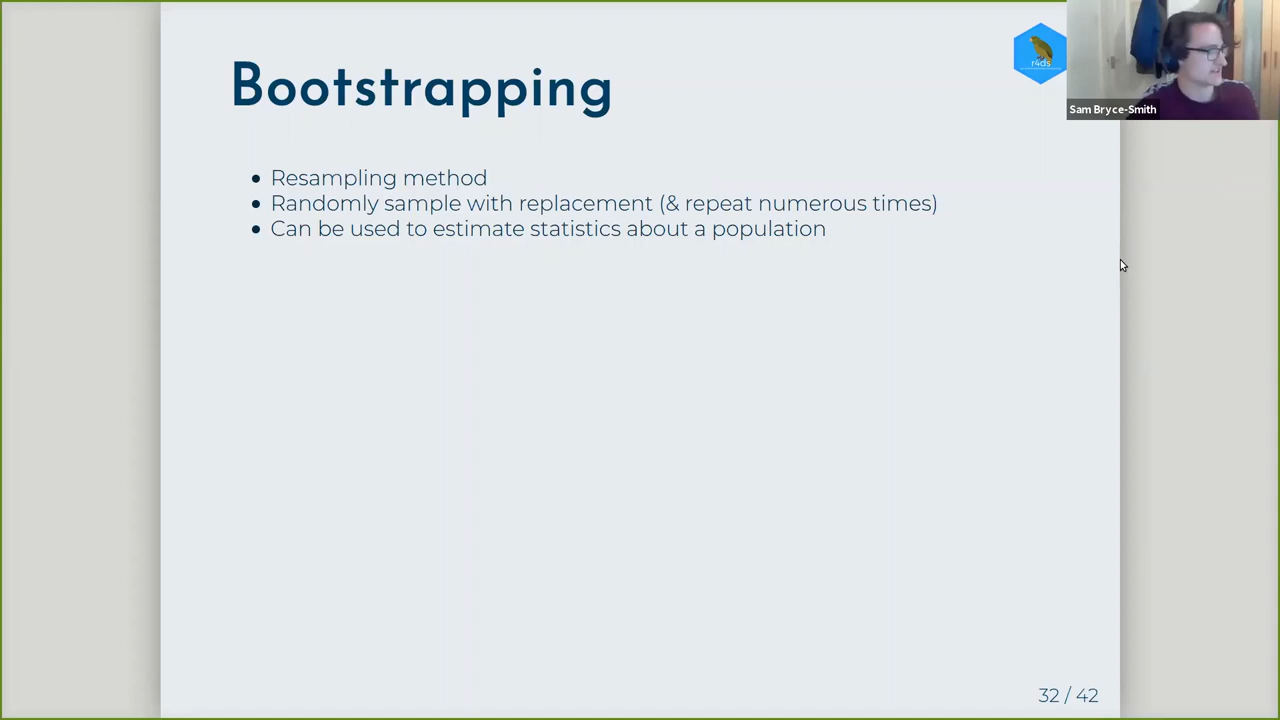 Bootstrapping
r4ds
Sam Bryce-Smith
• Resampling method
• Randomly sample with replacement (& repeat numerous times)
• Can be used to estimate statistics about a population
32 / 42